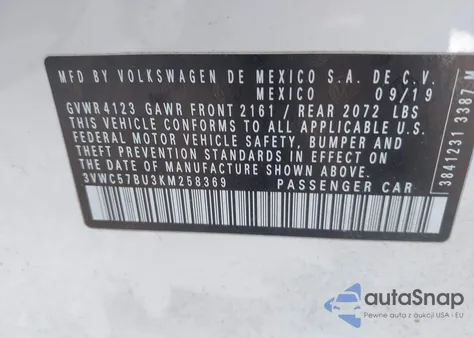 MFD BY VOLKSWAGEN DE MEXICO S.A. DE C.V.
MEXICO 09/19
GVWR 4123 GAWR FRONT 2161 / REAR 2072 LBS
THIS VEHICLE CONFORMS TO ALL APPLICABLE U.S.
FEDERAL MOTOR VEHICLE SAFETY, BUMPER AND
THEFT PREVENTION STANDARDS IN EFFECT ON THE
DATE OF MANUFACTURE SHOWN ABOVE.
3VWC57BU3KM258369 PASSENGER CAR
3841231 3387 M
autoSnap
Pewne auta z aukcji USA i EU